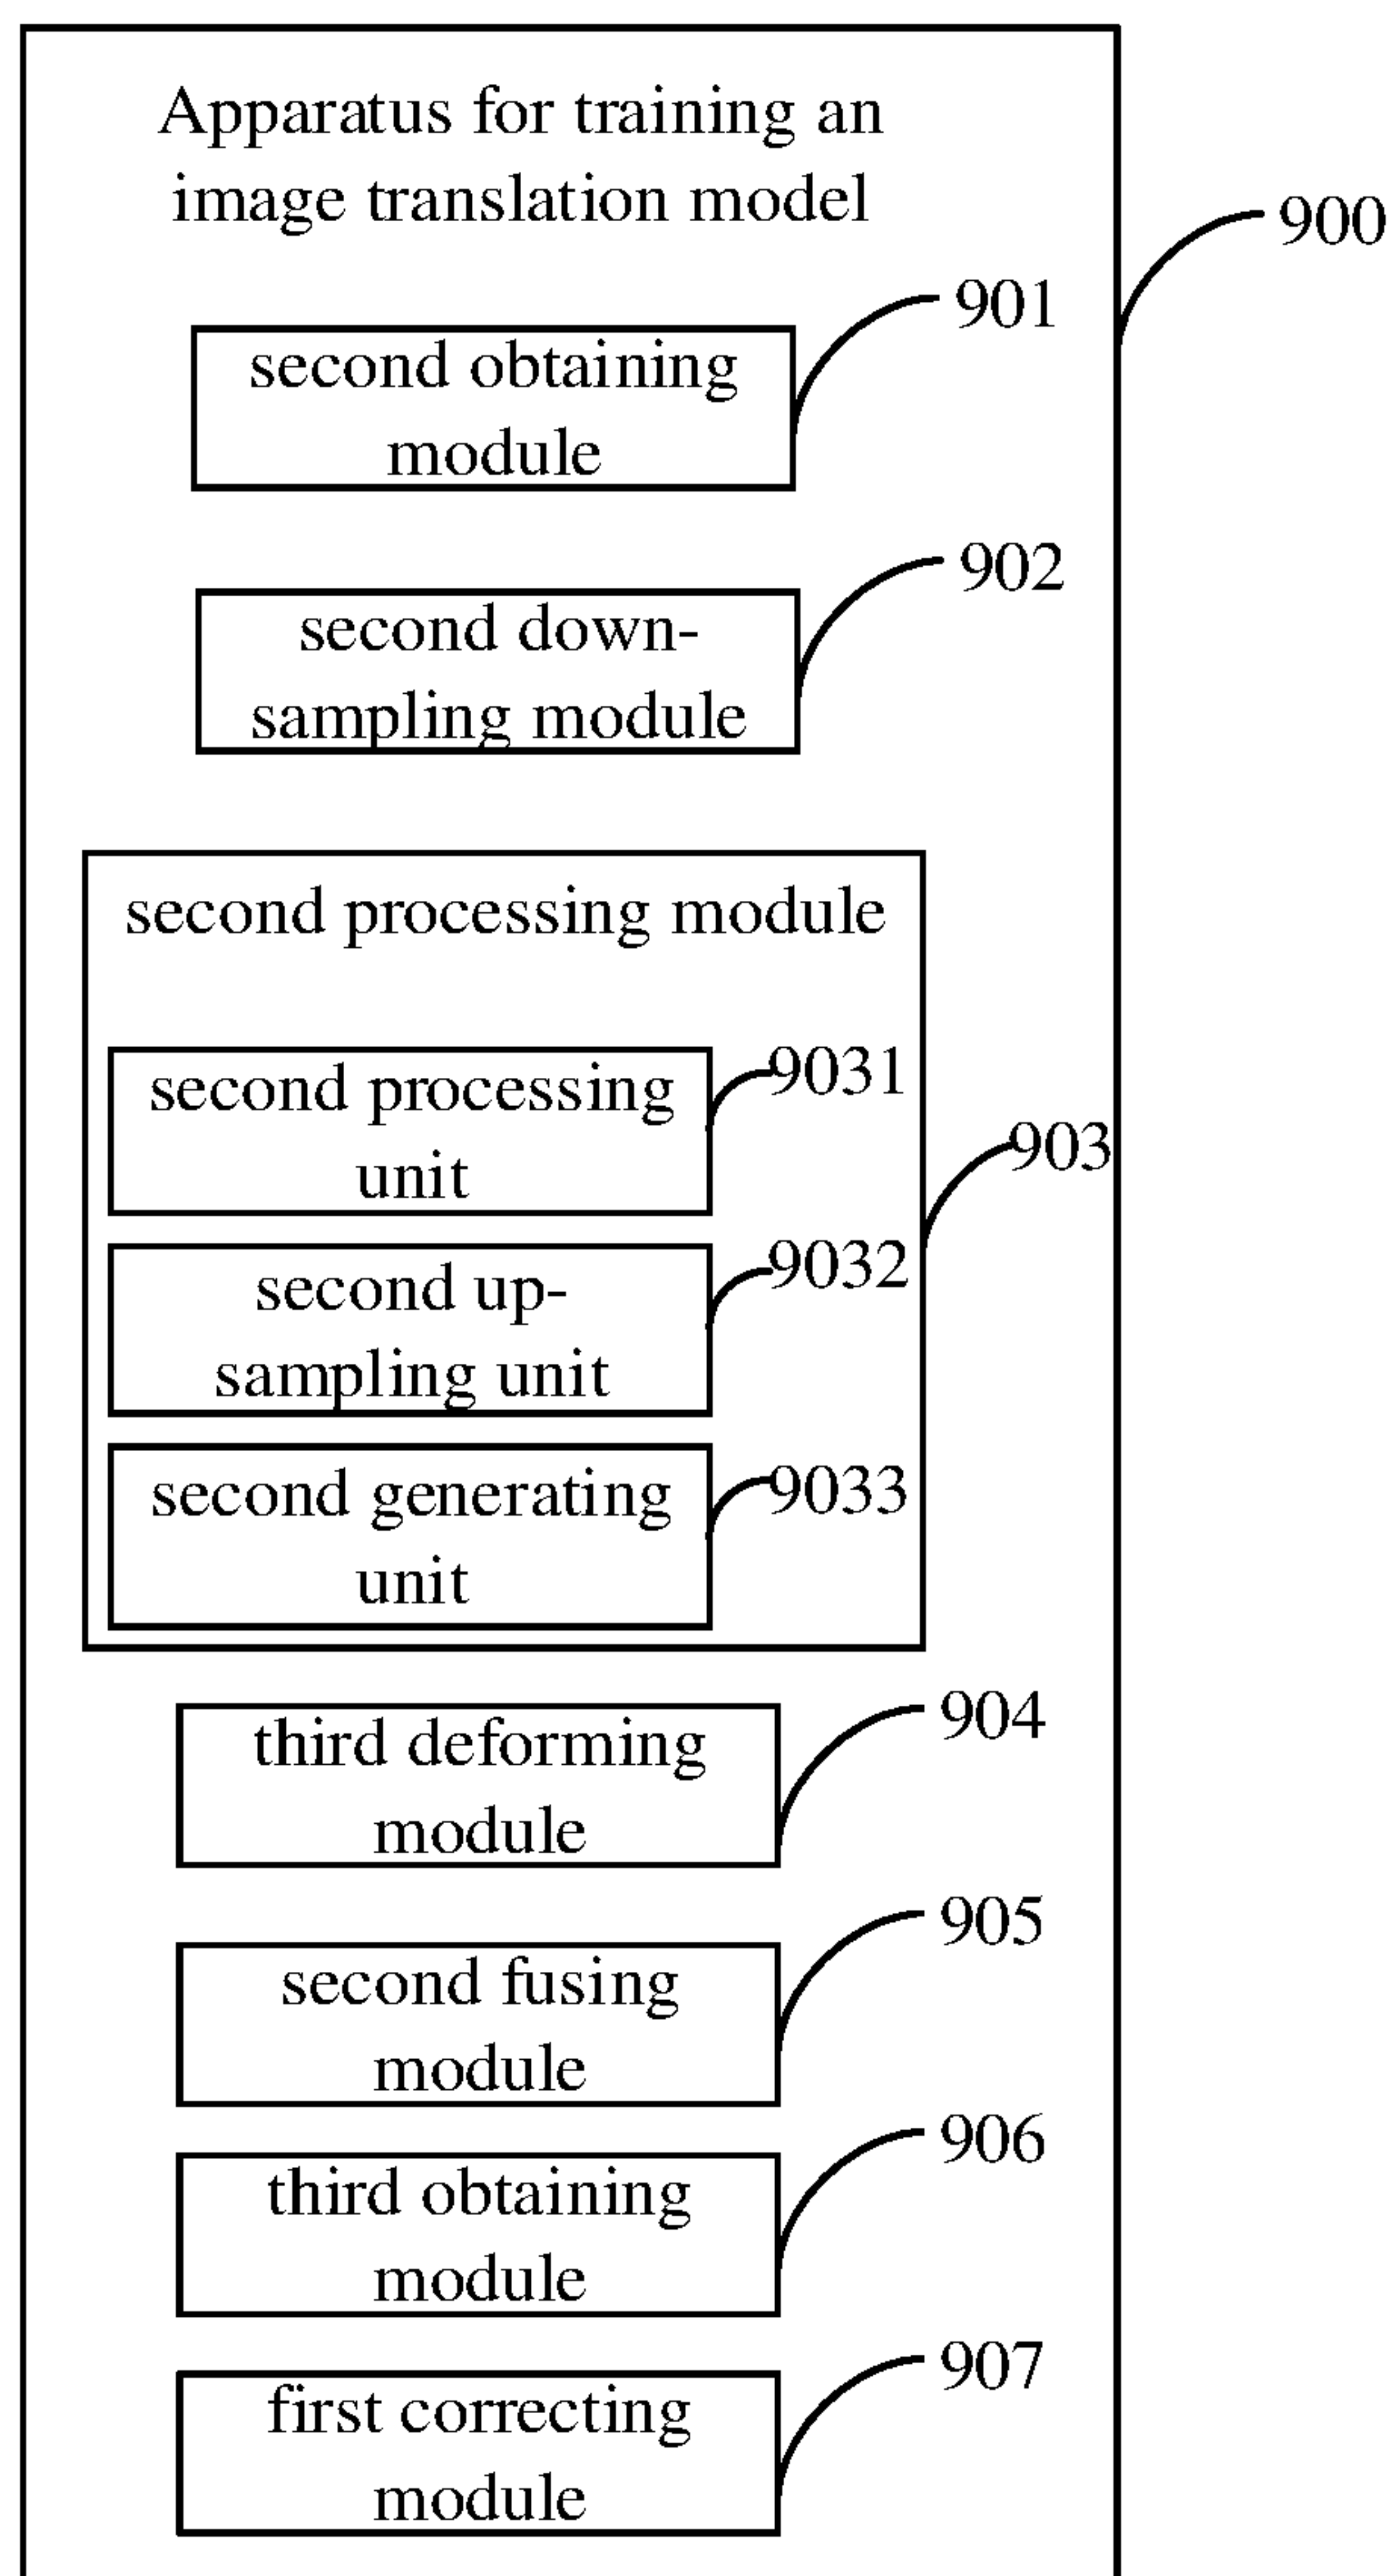 Apparatus for training an
image translation model
900
901
second obtaining
module
902
second down-
sampling module
second processing module
9031
second processing
unit
903
9032
second up-
sampling unit
9033
second generating
unit
904
third deforming
module
905
second fusing
module
906
third obtaining
module
907
first correcting
module